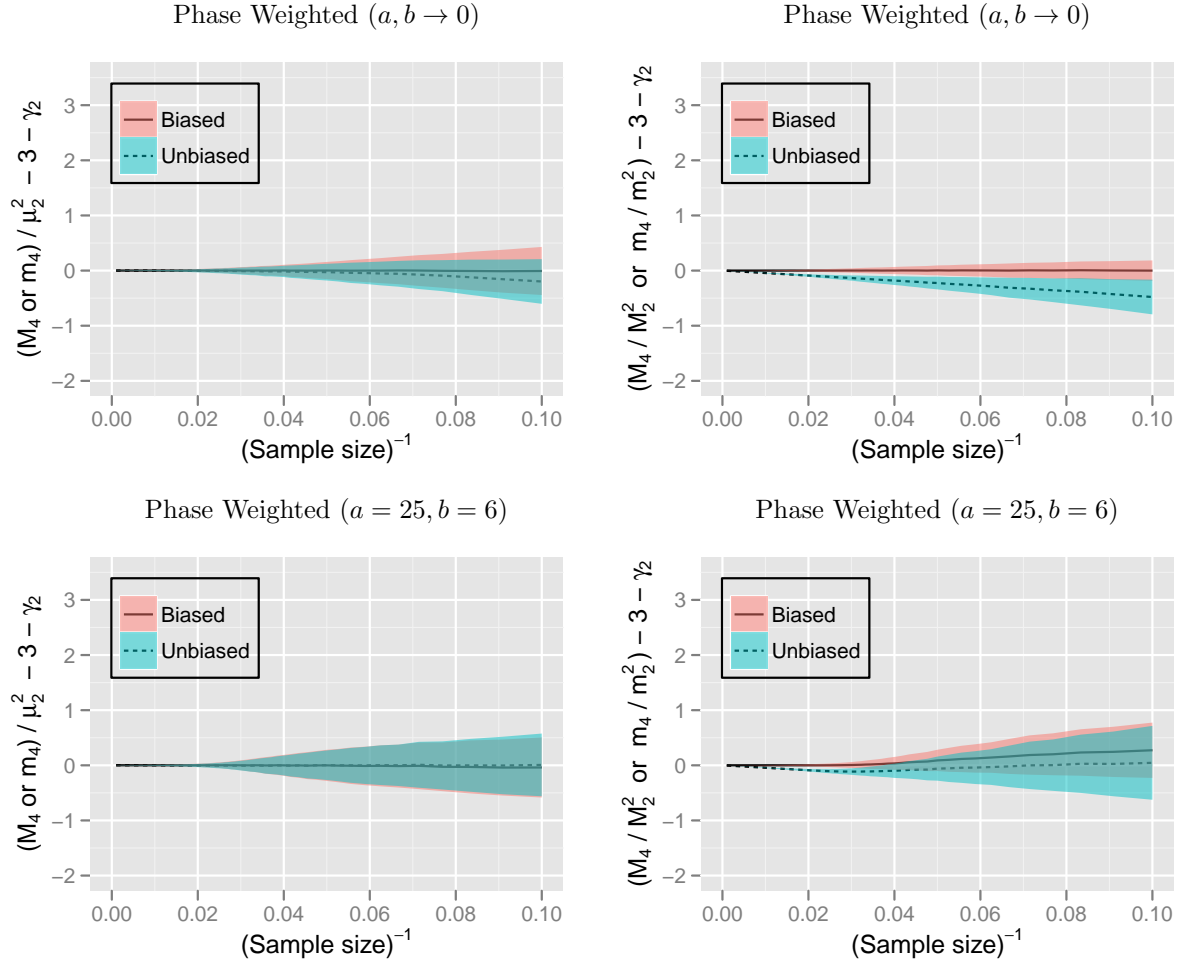 Phase Weighted (a, b → 0)
(M₄ or m₄) / μ₂² − 3 − γ₂
3
2
1
0
−1
−2
Biased
Unbiased
0.00 0.02 0.04 0.06 0.08 0.10
(Sample size)⁻¹
Phase Weighted (a, b → 0)
(M₄ / M₂² or m₄ / m₂²) − 3 − γ₂
3
2
1
0
−1
−2
Biased
Unbiased
0.00 0.02 0.04 0.06 0.08 0.10
(Sample size)⁻¹
Phase Weighted (a = 25, b = 6)
(M₄ or m₄) / μ₂² − 3 − γ₂
3
2
1
0
−1
−2
Biased
Unbiased
0.00 0.02 0.04 0.06 0.08 0.10
(Sample size)⁻¹
Phase Weighted (a = 25, b = 6)
(M₄ / M₂² or m₄ / m₂²) − 3 − γ₂
3
2
1
0
−1
−2
Biased
Unbiased
0.00 0.02 0.04 0.06 0.08 0.10
(Sample size)⁻¹